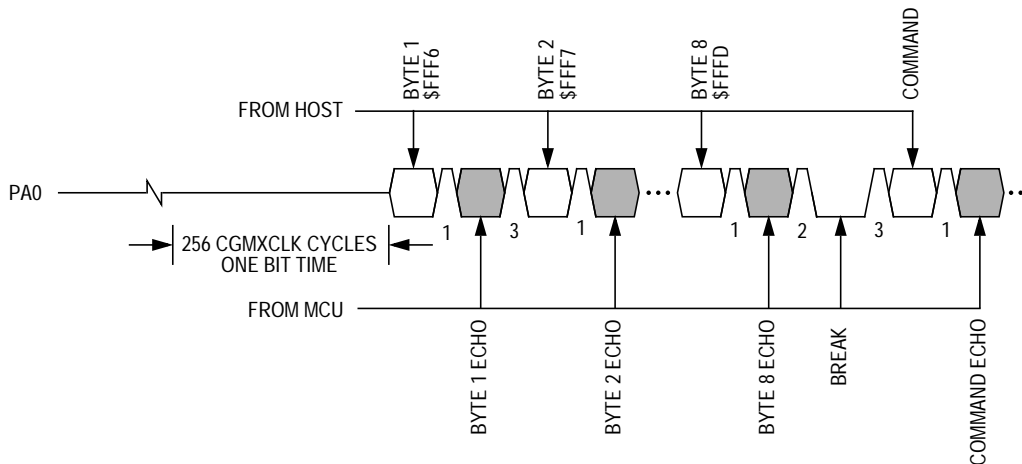 BYTE 1
$FFF6
BYTE 2
$FFF7
BYTE 8
$FFFD
COMMAND
FROM HOST
PA0
1
3
1
1
2
3
1
256 CGMXCLK CYCLES
ONE BIT TIME
FROM MCU
BYTE 1 ECHO
BYTE 2 ECHO
BYTE 8 ECHO
BREAK
COMMAND ECHO